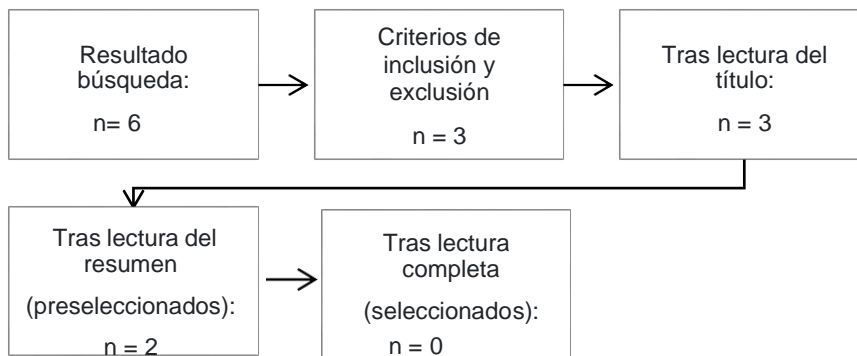 Resultado
búsqueda:
n= 6
Criterios de
inclusión y
exclusión
n = 3
Tras lectura del
título:
n = 3
Tras lectura del
resumen
(preseleccionados):
n = 2
Tras lectura
completa
(seleccionados):
n = 0